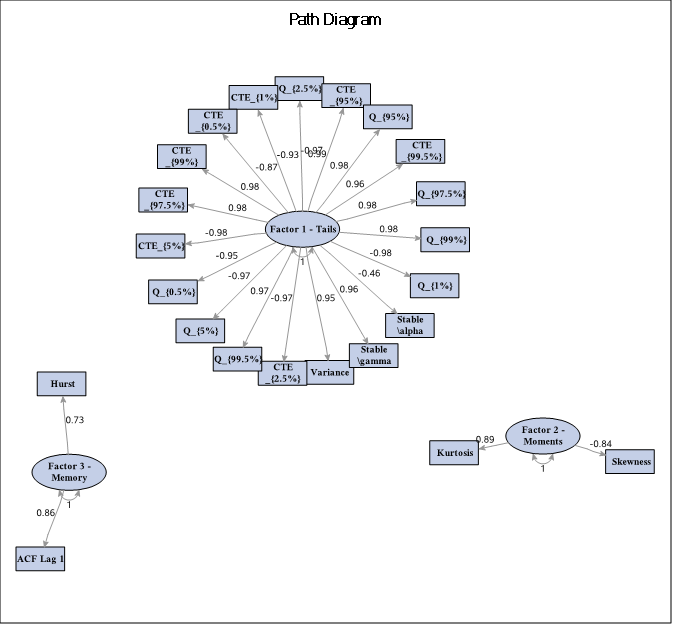 Path Diagram
Q_{2.5%}
CTE_{1%}
CTE
_{95%}
CTE
_{0.5%}
Q_{95%}
CTE
_{99%}
CTE
_{99.5%}
CTE
_{97.5%}
Q_{97.5%}
CTE_{5%}
Q_{99%}
Q_{0.5%}
Q_{1%}
Q_{5%}
Stable
\alpha
Q_{99.5%}
CTE
_{2.5%}
Variance
Stable
\gamma
Factor 1 - Tails
1
-0.87
-0.93
-0.97
0.99
0.98
0.96
0.98
0.98
0.98
0.98
-0.98
-0.98
-0.95
-0.46
-0.97
0.97
-0.97
0.95
0.96
Hurst
0.73
Factor 3 -
Memory
1
0.86
ACF Lag 1
Factor 2 -
Moments
1
0.89
-0.84
Kurtosis
Skewness